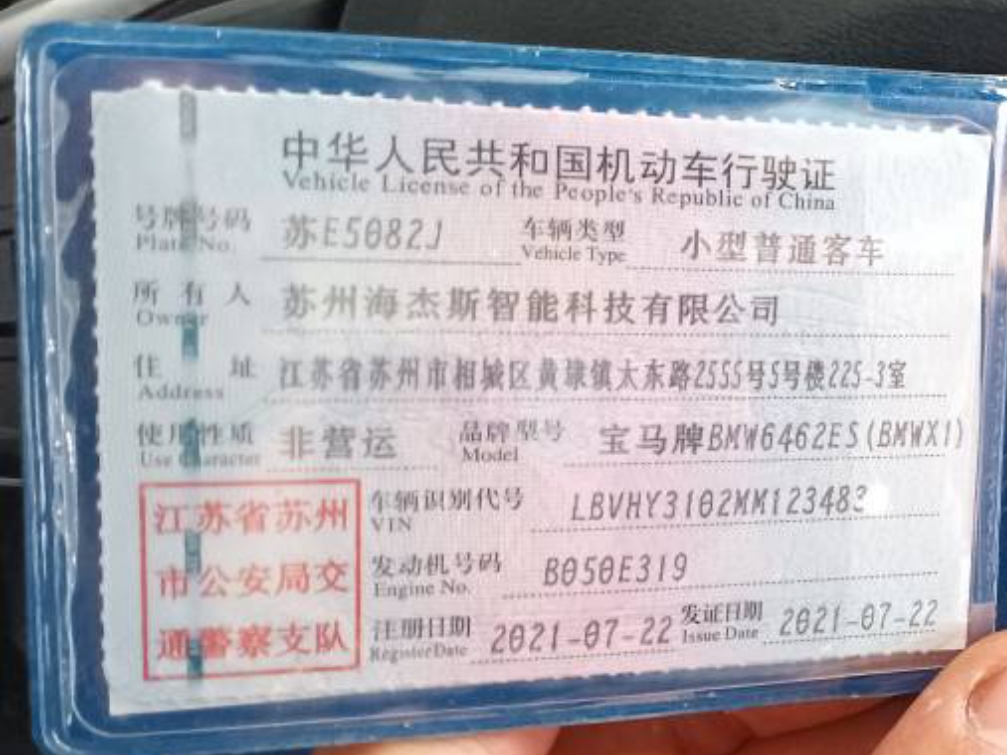 中华人民共和国机动车行驶证
Vehicle License of the People's Republic of China
号牌号码 苏E5082J 车辆类型 小型普通客车
Plate No. Vehicle Type
所有人 苏州海杰斯智能科技有限公司
Owner
住址 江苏省苏州市相城区黄埭镇太东路2555号5号楼225-3室
Address
使用性质 非营运 品牌型号 宝马牌BMW6462ES(BMWX1)
Use Character Model
江苏省苏州 车辆识别代号 LBVHY3102MM123483
VIN
市公安局交 发动机号码 B050E319
Engine No.
通警察支队 注册日期 2021-07-22 发证日期 2021-07-22
Register Date Issue Date